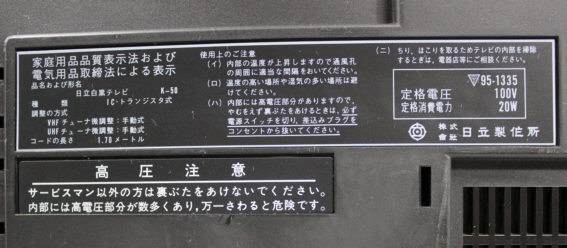 家庭用品品質表示法および
電気用品取締法による表示
品名および形名
日立白黒テレビ K-50
種類 IC・トランジスタ式
調整の方式
VHFチューナ微調整:手動式
UHFチューナ微調整:手動式
コードの長さ 1.78メートル
使用上のご注意
(イ) 内部の温度が上昇しますので通風孔
の周囲に適当な間隔をおいてください。
(ロ) 温度の高い場所や湿気の多い場所は避
けてください。
(ハ) 内部には高電圧部分がありますので、
やむをえず裏ぶたをあけるときは、必ず
電源スイッチを切り、差込みプラグを
コンセントから抜いてください。
(ニ) ちり、ほこりを取るためテレビの内部を掃除
するときは、電器店等にご相談ください。
95-1335
定格電圧 100V
定格消費電力 20W
株式會社 日立製作所
高圧注意
サービスマン以外の方は裏ぶたをあけないでください。
内部には高電圧部分が数多くあり,万一さわると危険です。